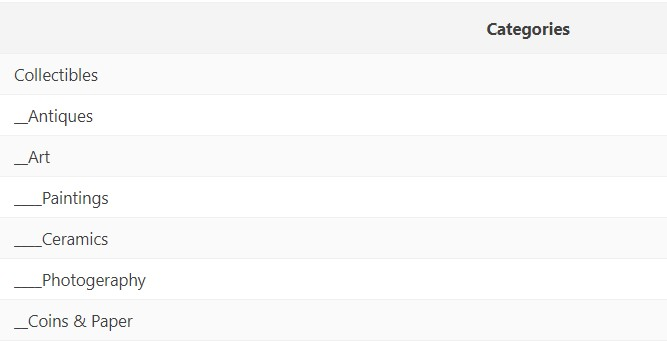 Categories
Collectibles
__Antiques
__Art
____Paintings
____Ceramics
____Photogeraphy
__Coins & Paper